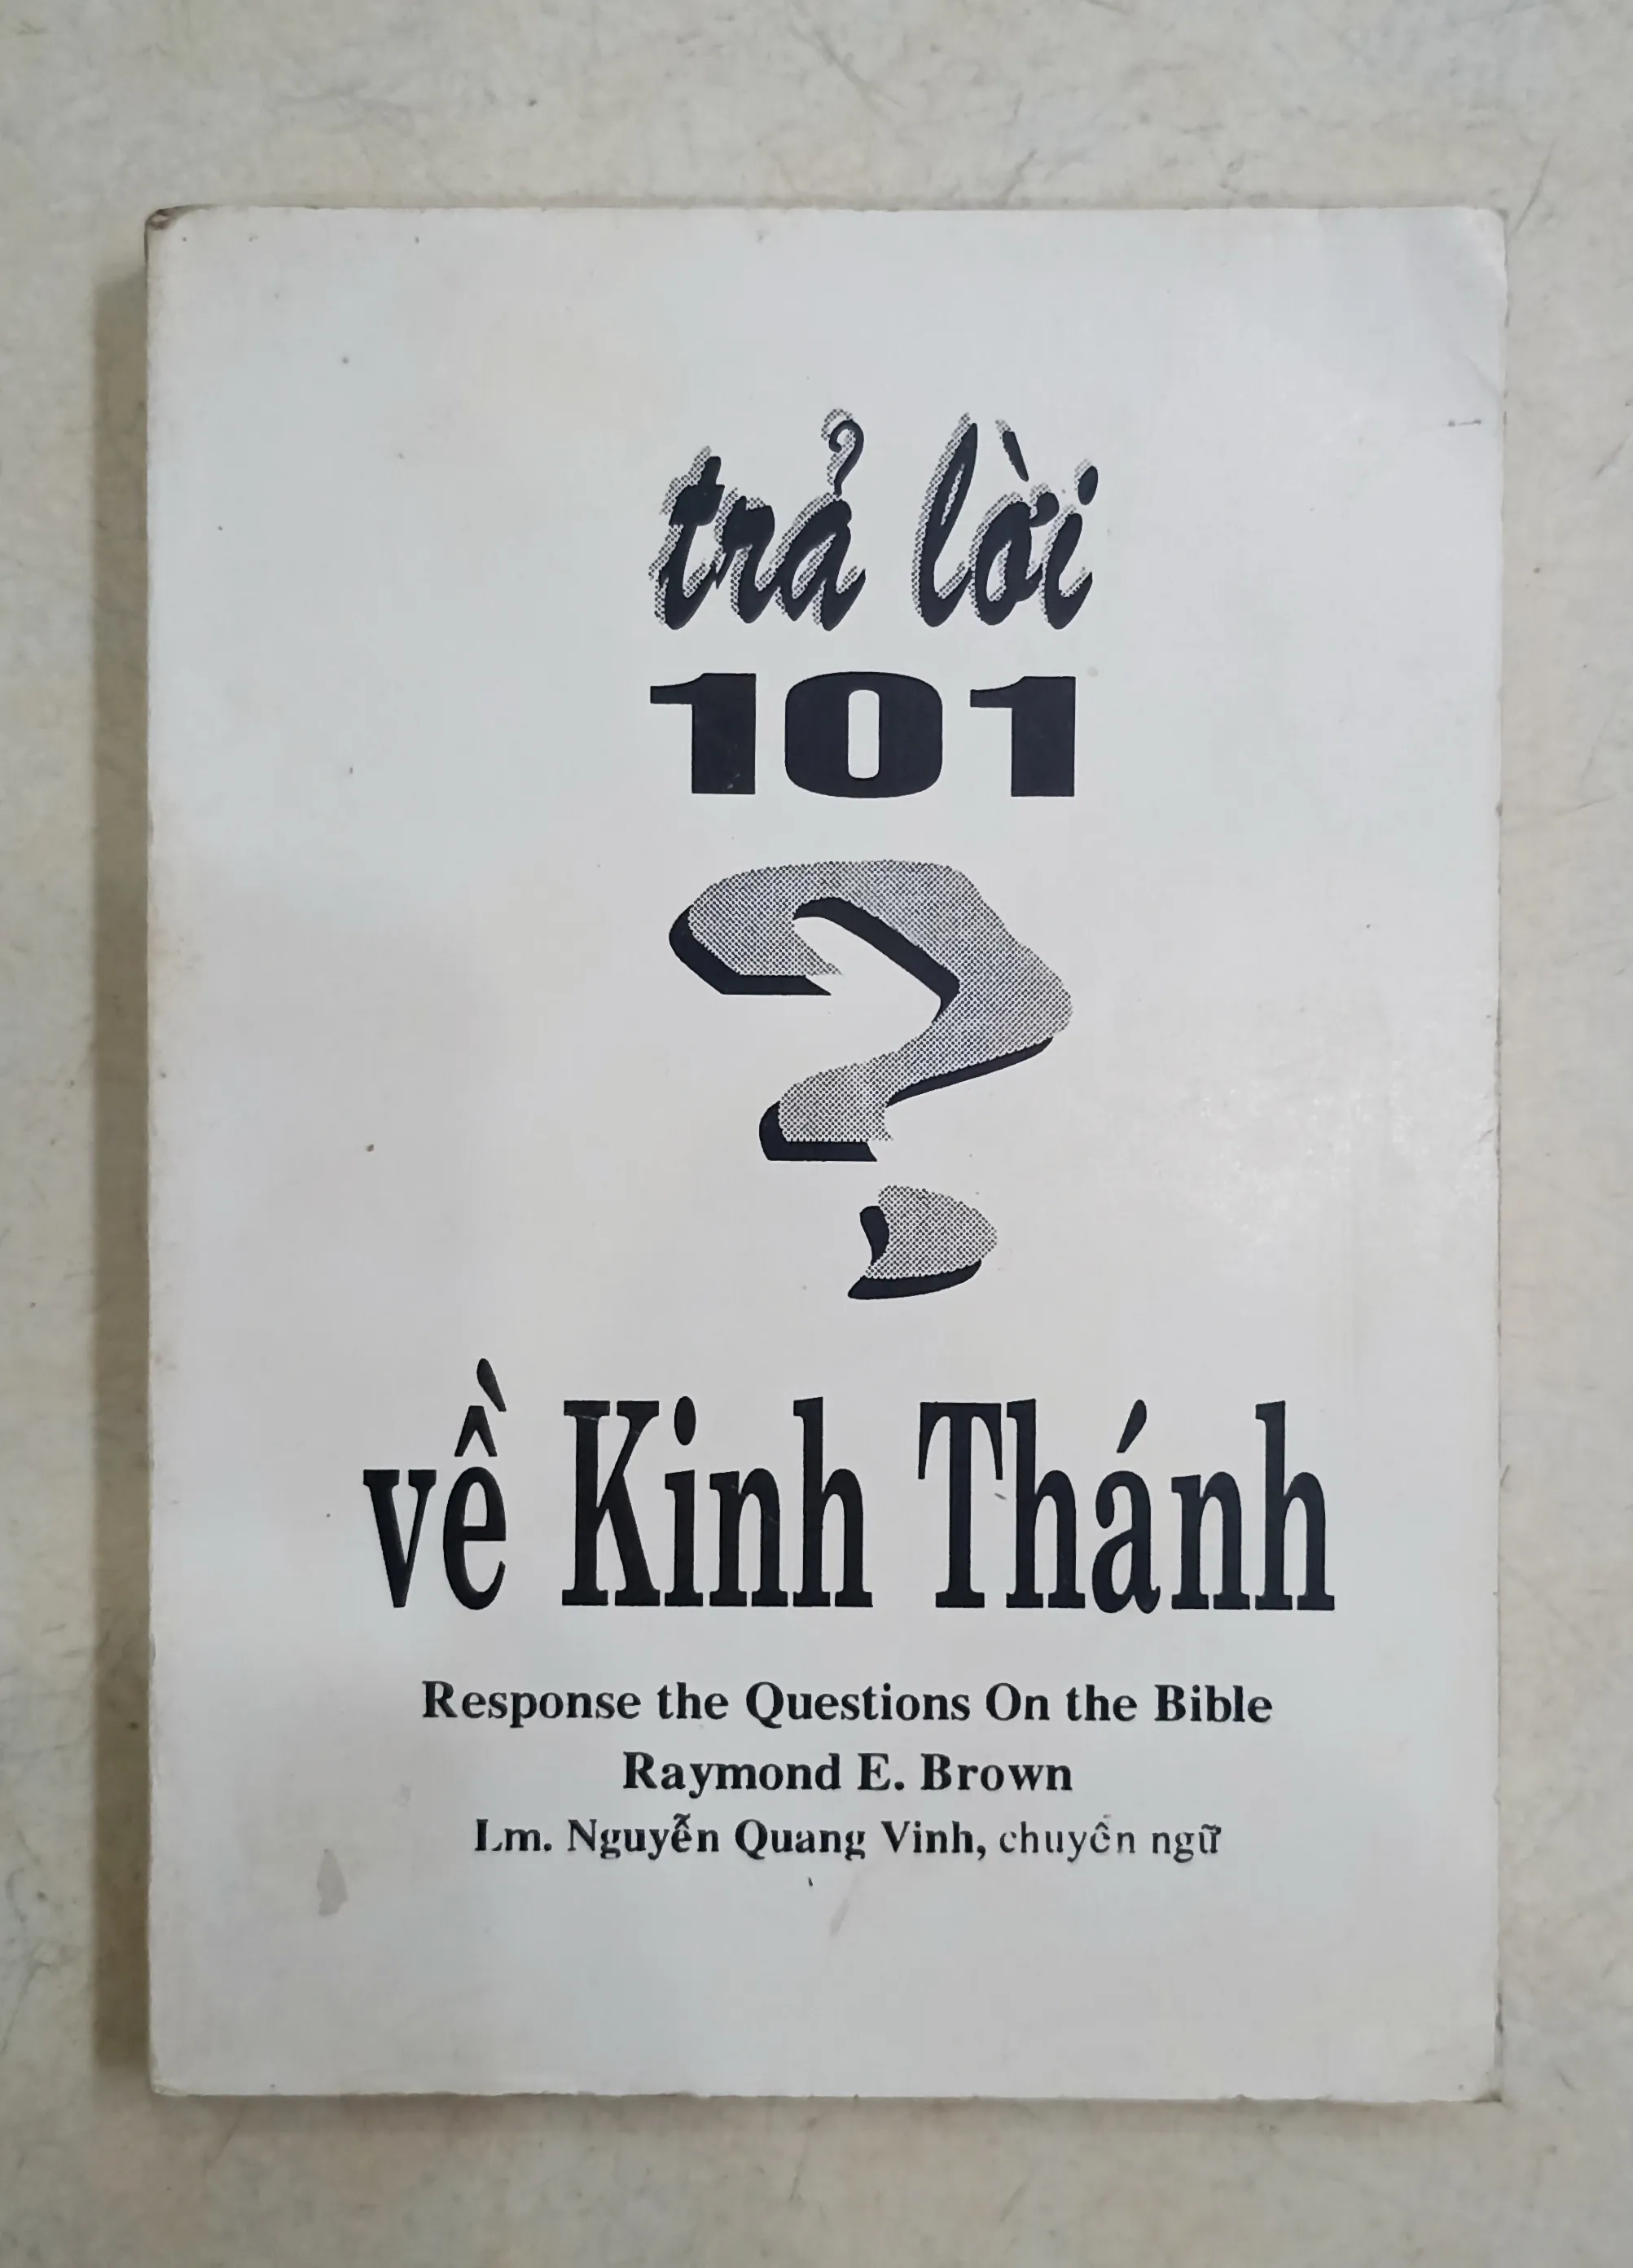 trả lời
101
?
về Kinh Thánh
Response the Questions On the Bible
Raymond E. Brown
Lm. Nguyễn Quang Vinh, chuyển ngữ